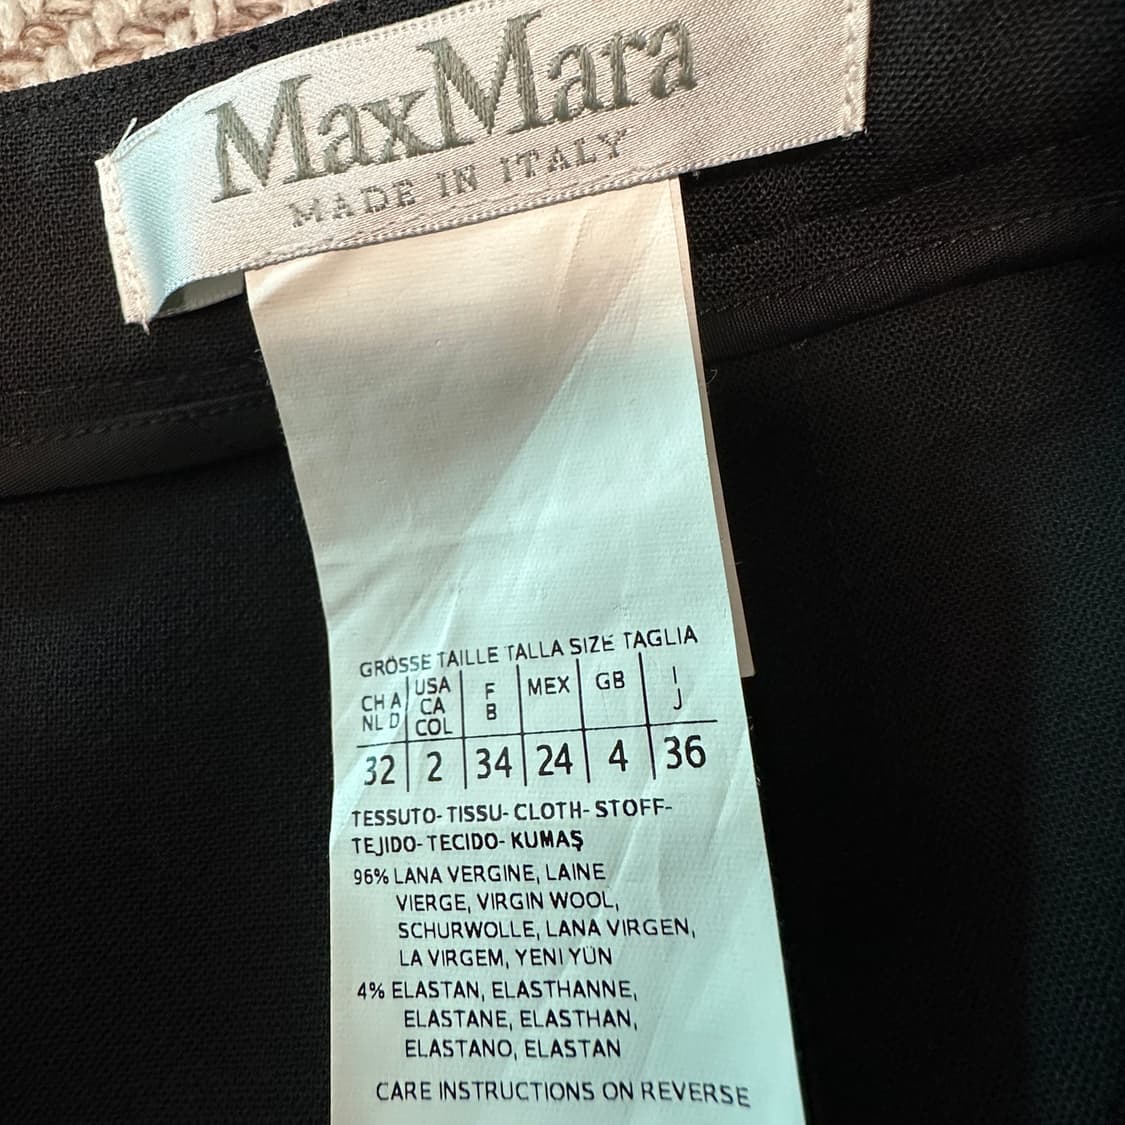 MaxMara
MADE IN ITALY
GRÖSSE TAILLE TALLA SIZE TAGLIA
CH A NL D | USA CA COL | F B | MEX | GB | I J
32 | 2 | 34 | 24 | 4 | 36
TESSUTO- TISSU- CLOTH- STOFF-
TEJIDO- TECIDO- KUMAŞ
96% LANA VERGINE, LAINE
VIERGE, VIRGIN WOOL,
SCHURWOLLE, LANA VIRGEN,
LA VIRGEM, YENI YÜN
4% ELASTAN, ELASTHANNE,
ELASTANE, ELASTHAN,
ELASTANO, ELASTAN
CARE INSTRUCTIONS ON REVERSE